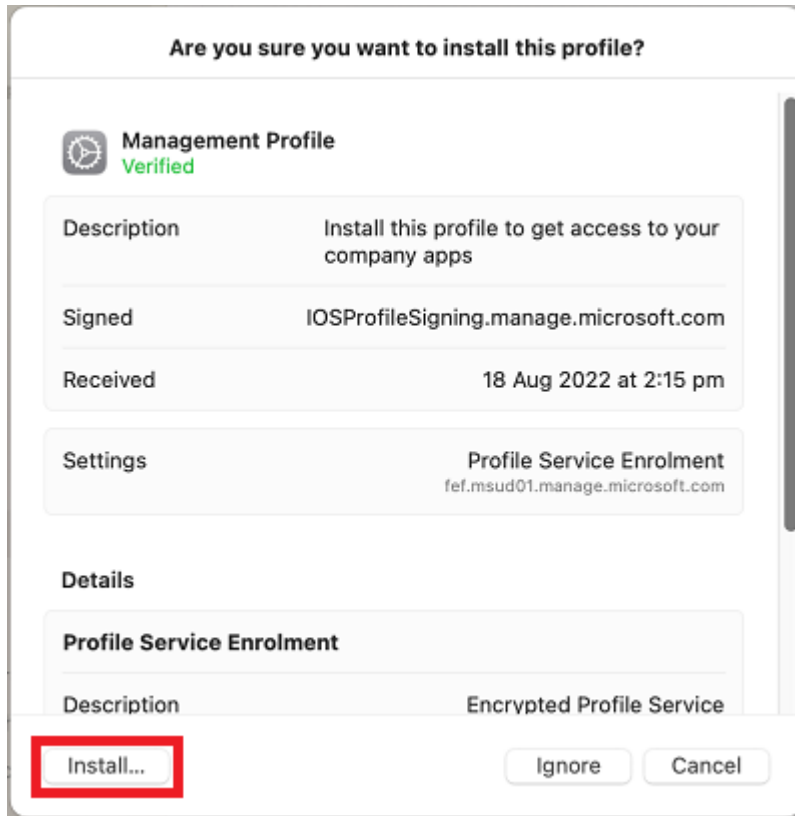 Are you sure you want to install this profile?
Management Profile
Verified
Description
Install this profile to get access to your
company apps
Signed
IOSProfileSigning.manage.microsoft.com
Received
18 Aug 2022 at 2:15 pm
Settings
Profile Service Enrolment
fef.msud01.manage.microsoft.com
Details
Profile Service Enrolment
Description
Encrypted Profile Service
Install...
Ignore
Cancel